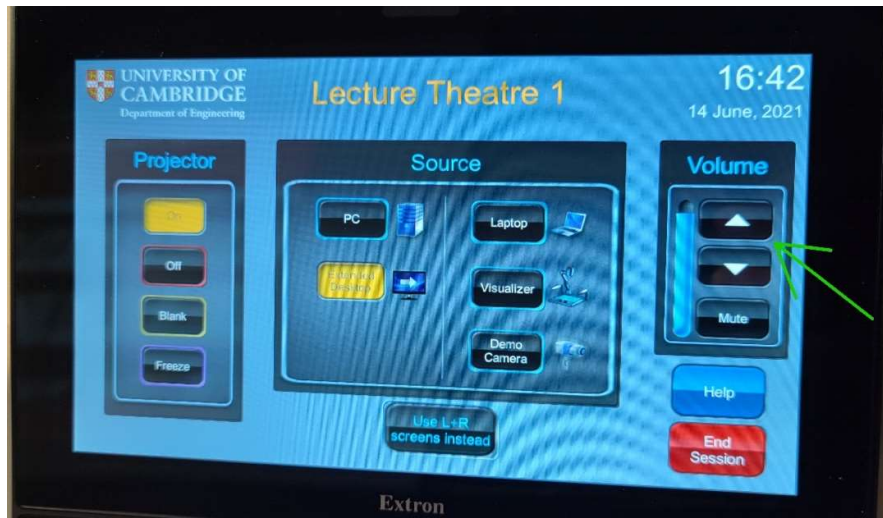 UNIVERSITY OF
CAMBRIDGE
Department of Engineering
Lecture Theatre 1
16:42
14 June, 2021
Projector
On
Off
Blank
Freeze
Source
PC
Extended
Desktop
Laptop
Visualizer
Demo
Camera
Use L+R
screens instead
Volume
Mute
Help
End
Session
Extron